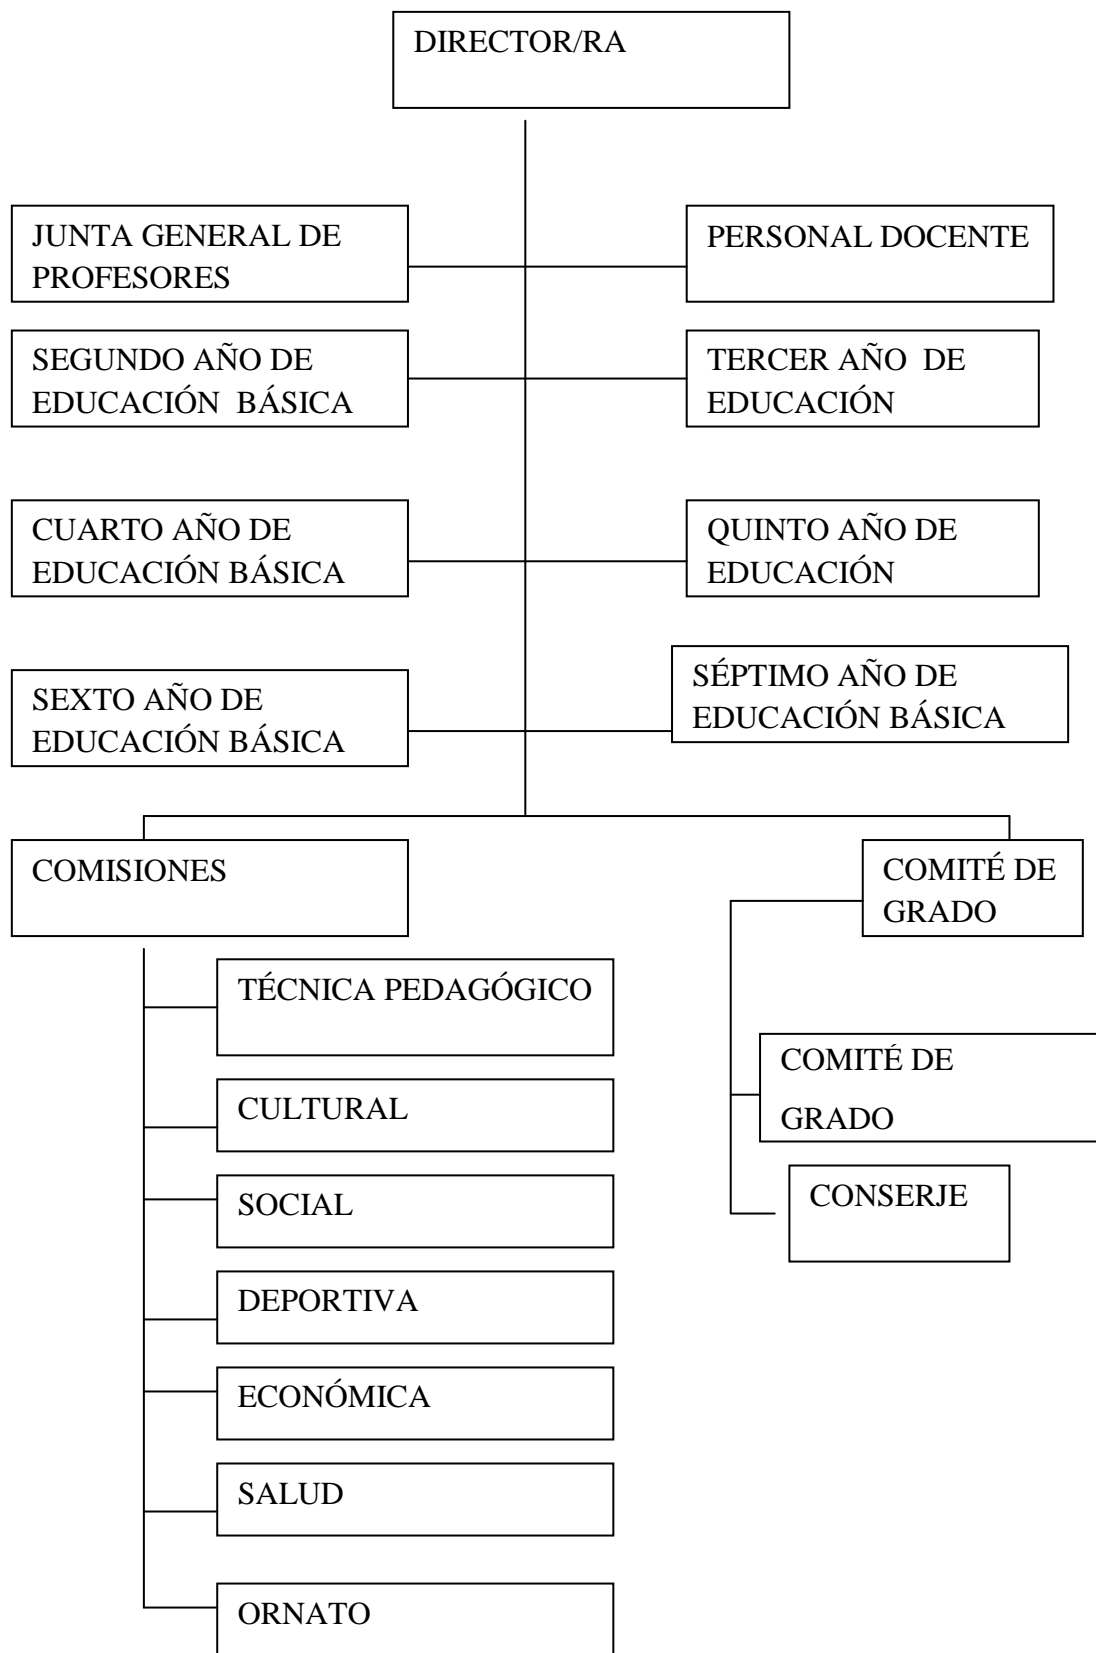 DIRECTOR/RA
JUNTA GENERAL DE
PROFESORES
PERSONAL DOCENTE
SEGUNDO AÑO DE
EDUCACIÓN BÁSICA
TERCER AÑO DE
EDUCACIÓN
CUARTO AÑO DE
EDUCACIÓN BÁSICA
QUINTO AÑO DE
EDUCACIÓN
SEXTO AÑO DE
EDUCACIÓN BÁSICA
SÉPTIMO AÑO DE
EDUCACIÓN BÁSICA
COMISIONES
TÉCNICA PEDAGÓGICO
CULTURAL
SOCIAL
DEPORTIVA
ECONÓMICA
SALUD
ORNATO
COMITÉ DE
GRADO
COMITÉ DE
GRADO
CONSERJE